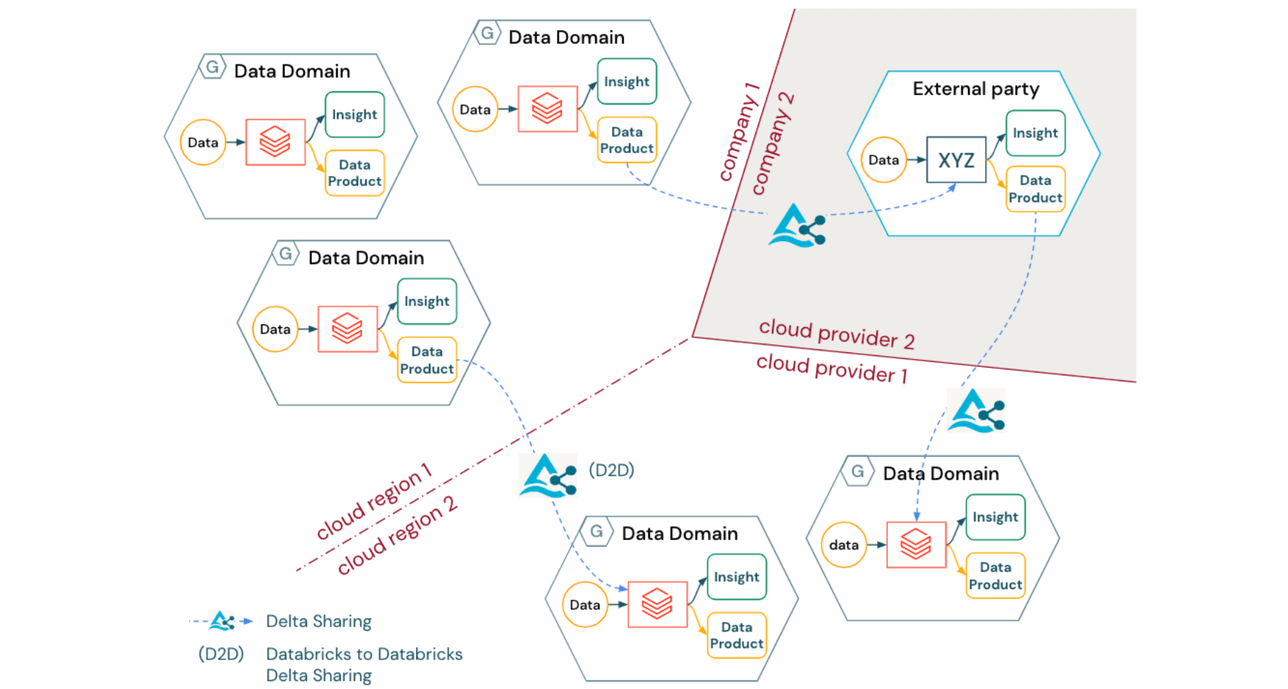 G
Data Domain
Data
Insight
Data
Product
G
Data Domain
Data
Insight
Data
Product
company 1
company 2
External party
Data
XYZ
Insight
Data
Product
G
Data Domain
Data
Insight
Data
Product
cloud provider 2
cloud provider 1
cloud region 1
cloud region 2
(D2D)
G
Data Domain
Data
Insight
Data
Product
G
Data Domain
data
Insight
Data
Product
Delta Sharing
(D2D)
Databricks to Databricks
Delta Sharing